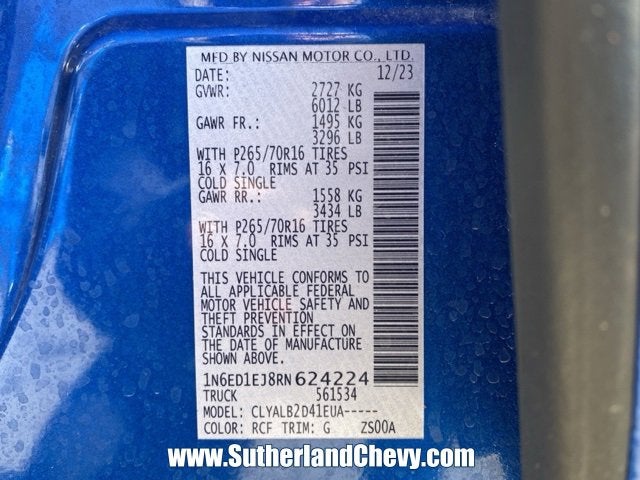 MFD BY NISSAN MOTOR CO., LTD.
DATE: 12/23
GVWR: 2727 KG
6012 LB
GAWR FR.: 1495 KG
3296 LB
WITH P265/70R16 TIRES
16 X 7.0 RIMS AT 35 PSI
COLD SINGLE
GAWR RR.: 1558 KG
3434 LB
WITH P265/70R16 TIRES
16 X 7.0 RIMS AT 35 PSI
COLD SINGLE
THIS VEHICLE CONFORMS TO
ALL APPLICABLE FEDERAL
MOTOR VEHICLE SAFETY AND
THEFT PREVENTION
STANDARDS IN EFFECT ON
THE DATE OF MANUFACTURE
SHOWN ABOVE.
1N6ED1EJ8RN624224
TRUCK 561534
MODEL: CLYALB2D41EUA-----
COLOR: RCF TRIM: G ZS00A
www.SutherlandChevy.com